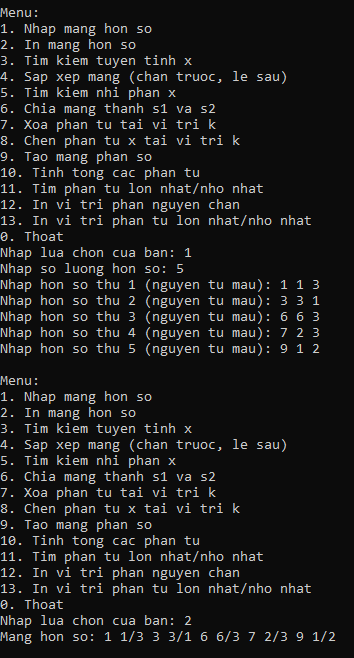 Menu:
1. Nhap mang hon so
2. In mang hon so
3. Tim kiem tuyen tinh x
4. Sap xep mang (chan truoc, le sau)
5. Tim kiem nhi phan x
6. Chia mang thanh s1 va s2
7. Xoa phan tu tai vi tri k
8. Chen phan tu x tai vi tri k
9. Tao mang phan so
10. Tinh tong cac phan tu
11. Tim phan tu lon nhat/nho nhat
12. In vi tri phan nguyen chan
13. In vi tri phan tu lon nhat/nho nhat
0. Thoat
Nhap lua chon cua ban: 1
Nhap so luong hon so: 5
Nhap hon so thu 1 (nguyen tu mau): 1 1 3
Nhap hon so thu 2 (nguyen tu mau): 3 3 1
Nhap hon so thu 3 (nguyen tu mau): 6 6 3
Nhap hon so thu 4 (nguyen tu mau): 7 2 3
Nhap hon so thu 5 (nguyen tu mau): 9 1 2

Menu:
1. Nhap mang hon so
2. In mang hon so
3. Tim kiem tuyen tinh x
4. Sap xep mang (chan truoc, le sau)
5. Tim kiem nhi phan x
6. Chia mang thanh s1 va s2
7. Xoa phan tu tai vi tri k
8. Chen phan tu x tai vi tri k
9. Tao mang phan so
10. Tinh tong cac phan tu
11. Tim phan tu lon nhat/nho nhat
12. In vi tri phan nguyen chan
13. In vi tri phan tu lon nhat/nho nhat
0. Thoat
Nhap lua chon cua ban: 2
Mang hon so: 1 1/3 3 3/1 6 6/3 7 2/3 9 1/2